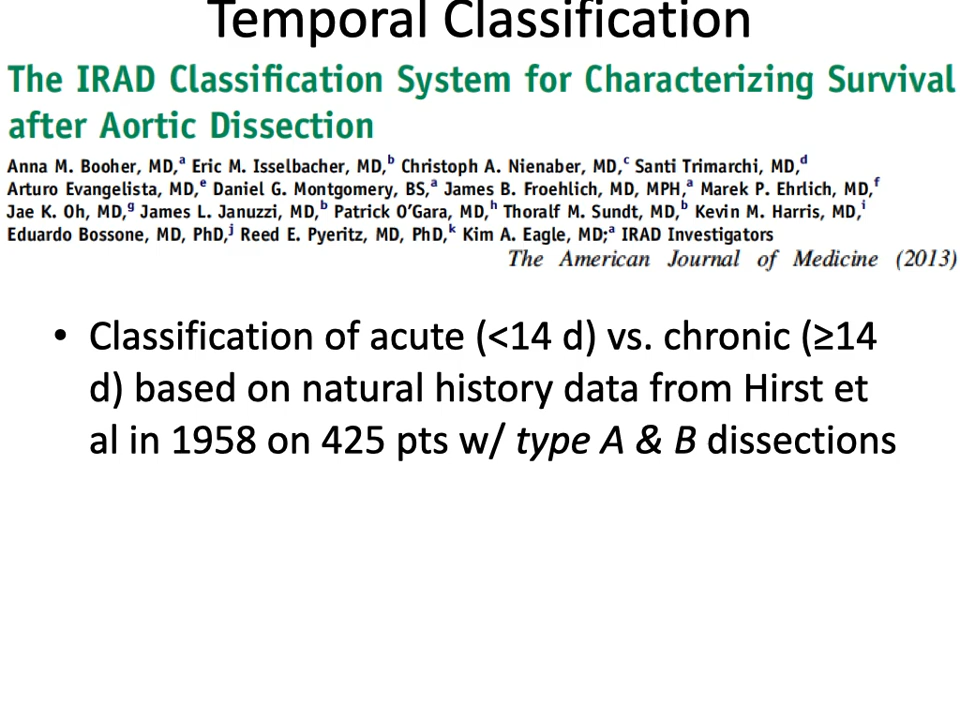 Temporal Classification
The IRAD Classification System for Characterizing Survival
after Aortic Dissection
Anna M. Booher, MD,a Eric M. Isselbacher, MD,b Christoph A. Nienaber, MD,c Santi Trimarchi, MD,d
Arturo Evangelista, MD,e Daniel G. Montgomery, BS,a James B. Froehlich, MD, MPH,a Marek P. Ehrlich, MD,f
Jae K. Oh, MD,g James L. Januzzi, MD,b Patrick O'Gara, MD,h Thoralf M. Sundt, MD,b Kevin M. Harris, MD,i
Eduardo Bossone, MD, PhD,j Reed E. Pyeritz, MD, PhD,k Kim A. Eagle, MD;a IRAD Investigators
The American Journal of Medicine (2013)
• Classification of acute (<14 d) vs. chronic (≥14
d) based on natural history data from Hirst et
al in 1958 on 425 pts w/ type A & B dissections